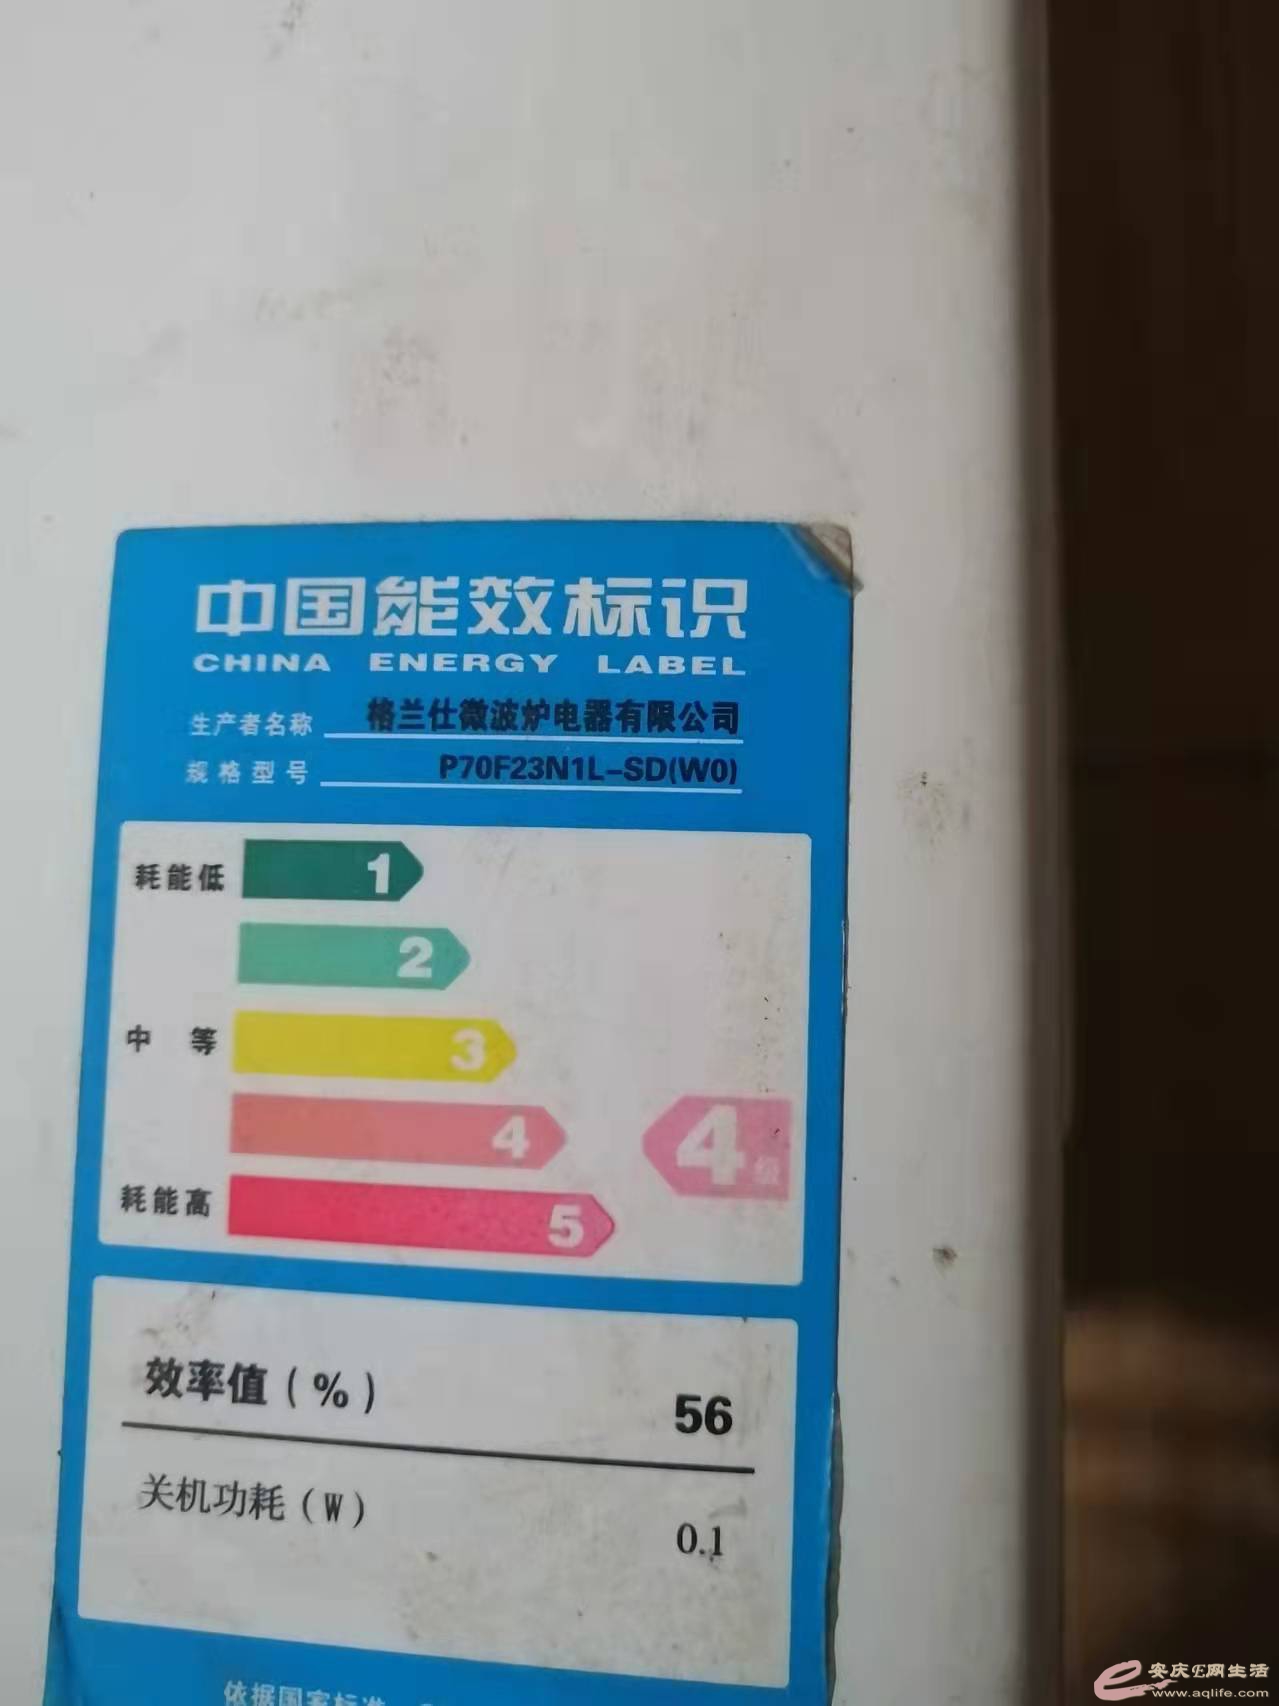 中国能效标识
CHINA ENERGY LABEL
生产者名称 格兰仕微波炉电器有限公司
规格型号 P70F23N1L-SD(W0)
耗能低 1
2
中 等 3
4 4级
耗能高 5
效率值(%) 56
关机功耗(W) 0.1
依据国家标准
安庆E网生活
www.aqlife.com